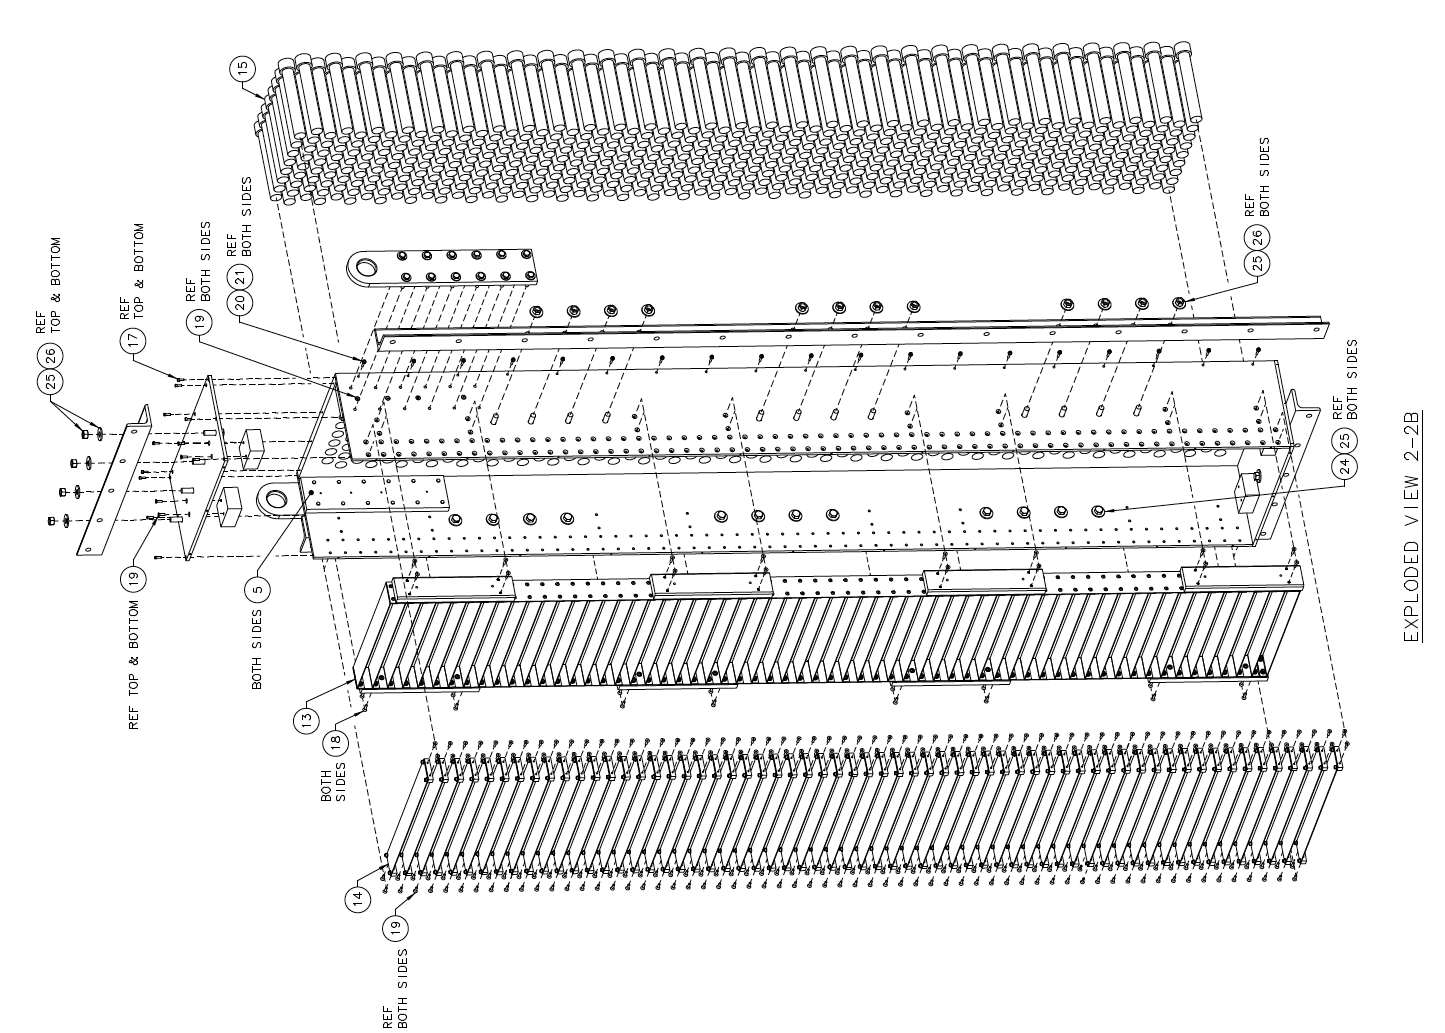 15
REF
TOP & BOTTOM
25 26
REF
TOP & BOTTOM
17
REF
BOTH SIDES
19
REF
BOTH SIDES
20 21
REF
BOTH SIDES
25 26
REF
BOTH SIDES
24 25
REF TOP & BOTTOM 19
BOTH SIDES 5
13
BOTH
SIDES 18
14
REF
BOTH SIDES 19
EXPLODED VIEW 2-2B